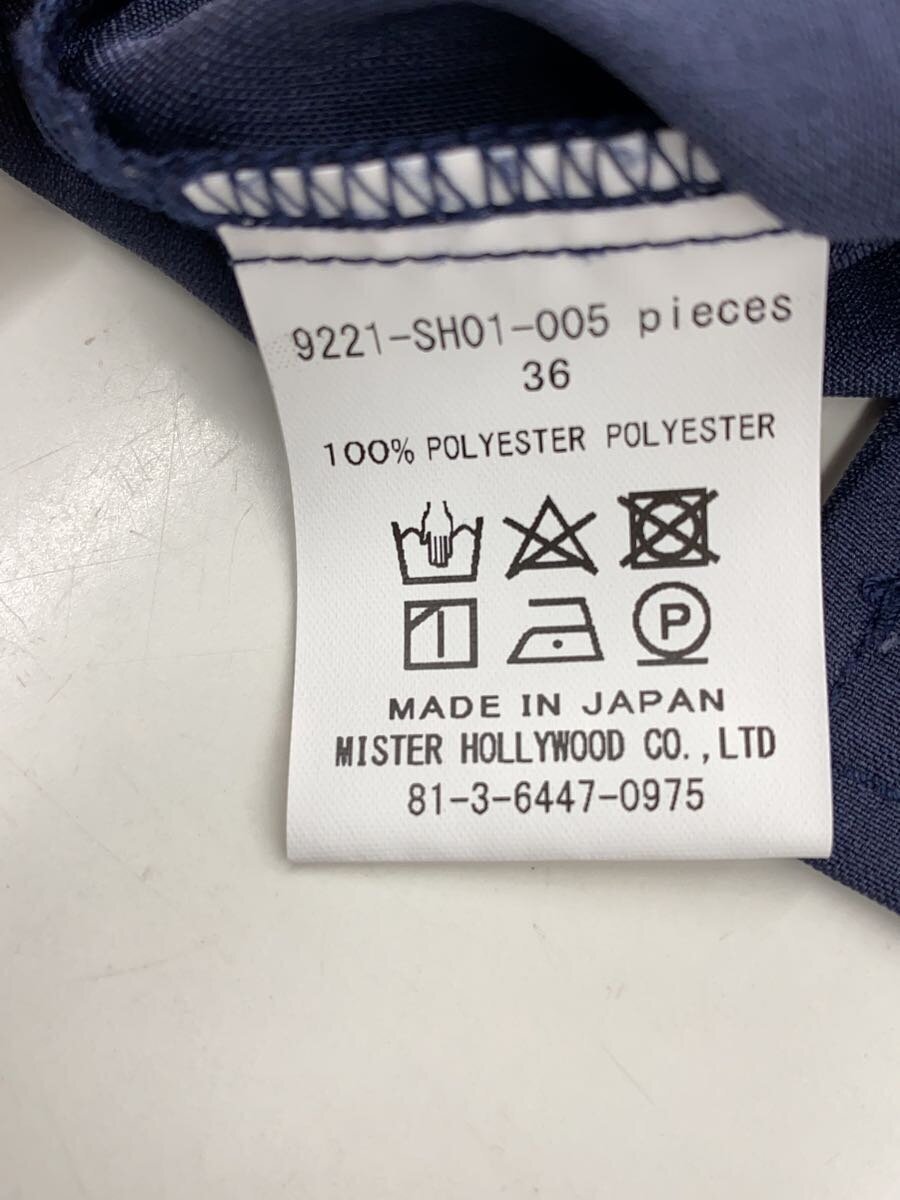 9221-SH01-005 pieces
36
100% POLYESTER POLYESTER
P
MADE IN JAPAN
MISTER HOLLYWOOD CO.,LTD
81-3-6447-0975